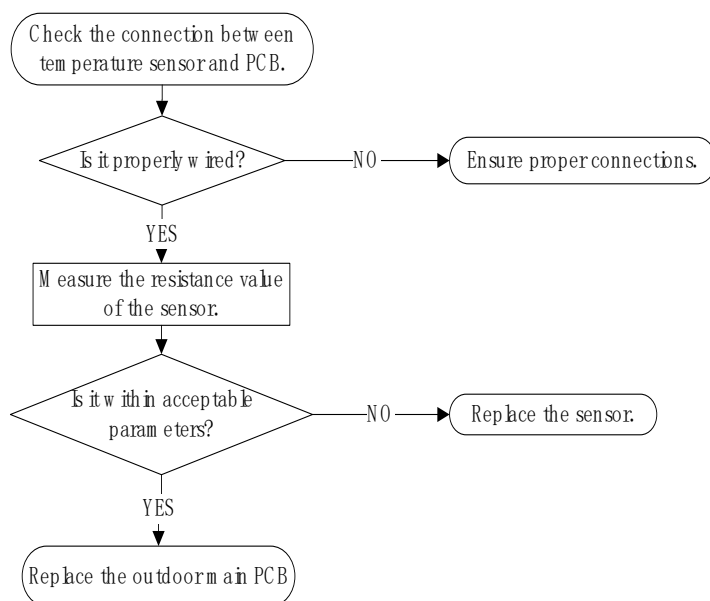 Check the connection between
temperature sensor and PCB.
Is it properly wired?
NO
Ensure proper connections.
YES
Measure the resistance value
of the sensor.
Is it within acceptable
parameters?
NO
Replace the sensor.
YES
Replace the outdoor main PCB